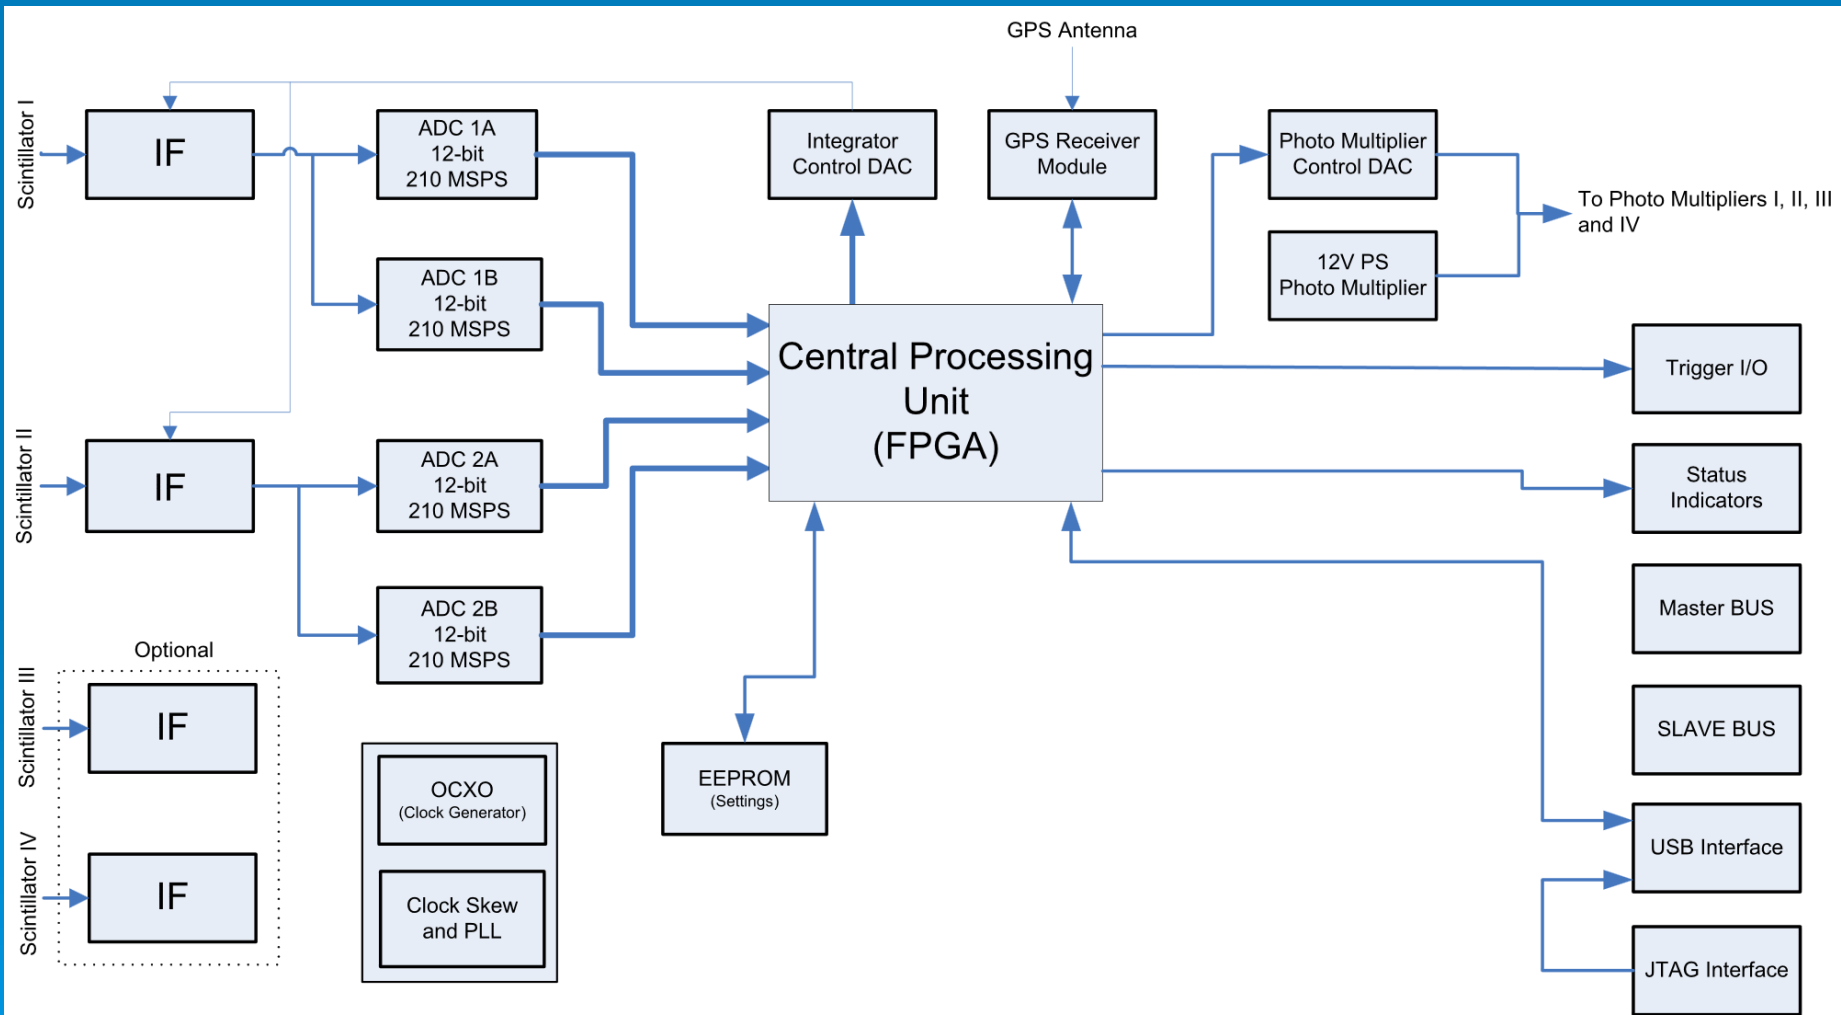 GPS Antenna
Scintillator I
IF
ADC 1A
12-bit
210 MSPS
Integrator
Control DAC
GPS Receiver
Module
Photo Multiplier
Control DAC
To Photo Multipliers I, II, III
and IV
ADC 1B
12-bit
210 MSPS
12V PS
Photo Multiplier
Central Processing
Unit
(FPGA)
Trigger I/O
Scintillator II
IF
ADC 2A
12-bit
210 MSPS
Status
Indicators
ADC 2B
12-bit
210 MSPS
Master BUS
Optional
Scintillator III
IF
SLAVE BUS
OCXO
(Clock Generator)
EEPROM
(Settings)
USB Interface
Scintillator IV
IF
Clock Skew
and PLL
JTAG Interface